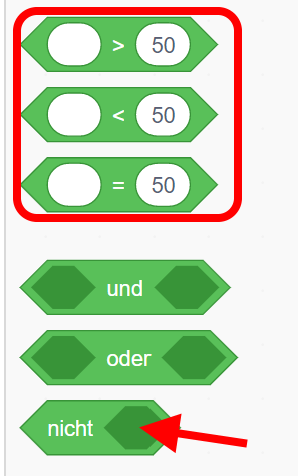 > 50
< 50
= 50
und
oder
nicht